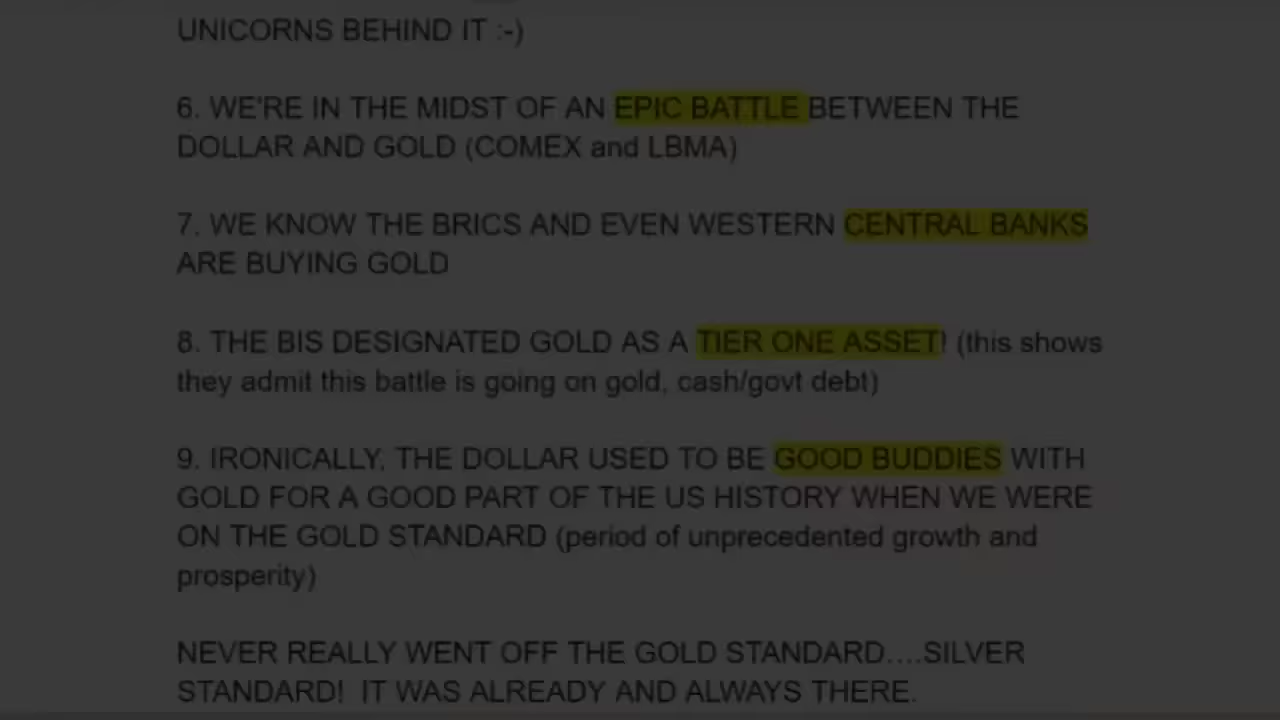 UNICORNS BEHIND IT :-)
6. WE'RE IN THE MIDST OF AN EPIC BATTLE BETWEEN THE
DOLLAR AND GOLD (COMEX and LBMA)
7. WE KNOW THE BRICS AND EVEN WESTERN CENTRAL BANKS
ARE BUYING GOLD
8. THE BIS DESIGNATED GOLD AS A TIER ONE ASSET! (this shows
they admit this battle is going on gold, cash/govt debt)
9. IRONICALLY, THE DOLLAR USED TO BE GOOD BUDDIES WITH
GOLD FOR A GOOD PART OF THE US HISTORY WHEN WE WERE
ON THE GOLD STANDARD (period of unprecedented growth and
prosperity)
NEVER REALLY WENT OFF THE GOLD STANDARD....SILVER
STANDARD!  IT WAS ALREADY AND ALWAYS THERE.